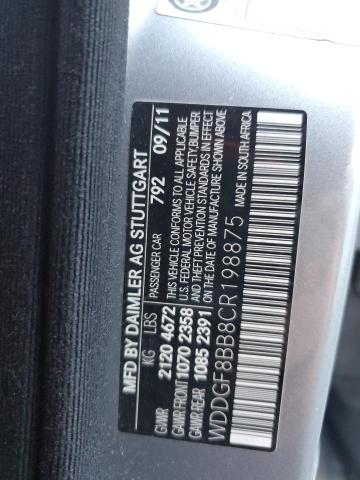 MFD BY DAIMLER AG STUTTGART
KG LBS PASSENGER CAR 792 09/11
GVWR 2120 4672 THIS VEHICLE CONFORMS TO ALL APPLICABLE
GAWR-FRONT 1070 2358 U.S. FEDERAL MOTOR VEHICLE SAFETY, BUMPER
GAWR-REAR 1085 2391 AND THEFT PREVENTION STANDARDS IN EFFECT
ON THE DATE OF MANUFACTURE SHOWN ABOVE
WDDGF8BB8CR198875 MADE IN SOUTH AFRICA